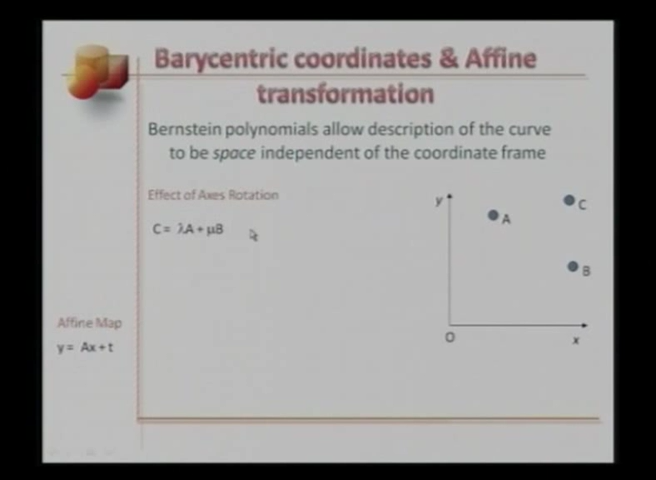 Barycentric coordinates & Affine
transformation
Bernstein polynomials allow description of the curve
to be space independent of the coordinate frame
Effect of Axes Rotation
C= λA+μB
y
A
C
B
O
x
Affine Map
y= Ax+t